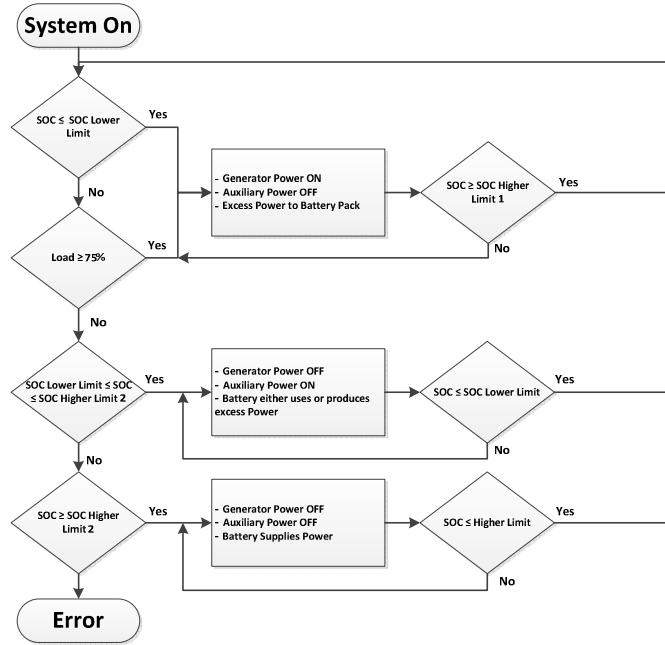 System On
SOC ≤ SOC Lower
Limit
Yes
No
- Generator Power ON
- Auxiliary Power OFF
- Excess Power to Battery Pack
SOC ≥ SOC Higher
Limit 1
Yes
No
Load ≥ 75%
Yes
No
SOC Lower Limit ≤ SOC
≤ SOC Higher Limit 2
Yes
No
- Generator Power OFF
- Auxiliary Power ON
- Battery either uses or produces
excess Power
SOC ≤ SOC Lower Limit
Yes
No
SOC ≥ SOC Higher
Limit 2
Yes
- Generator Power OFF
- Auxiliary Power OFF
- Battery Supplies Power
SOC ≤ Higher Limit
Yes
No
Error